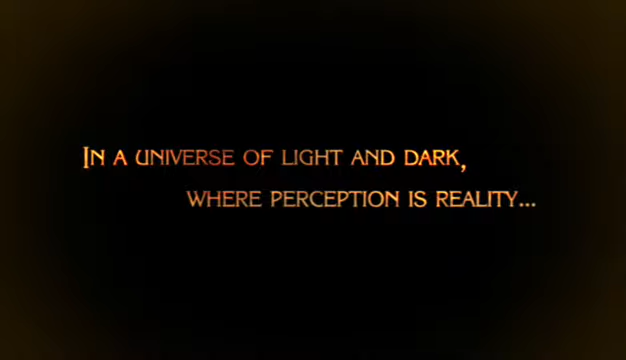 In a universe of light and dark,
where perception is reality...